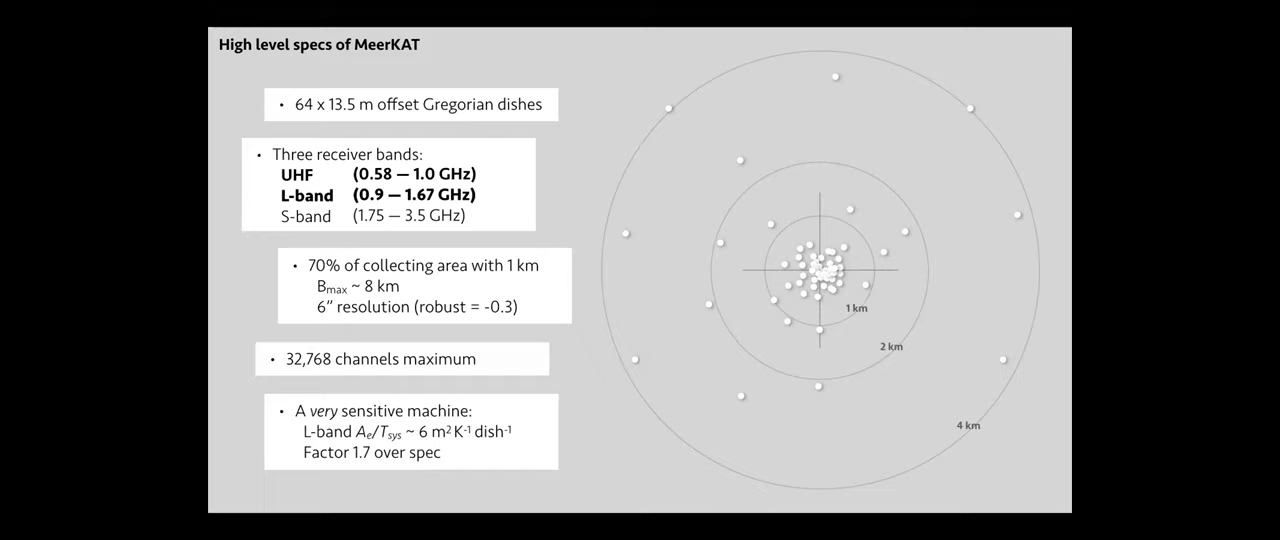 High level specs of MeerKAT
• 64 x 13.5 m offset Gregorian dishes
• Three receiver bands:
UHF (0.58 — 1.0 GHz)
L-band (0.9 — 1.67 GHz)
S-band (1.75 — 3.5 GHz)
• 70% of collecting area with 1 km
Bmax ~ 8 km
6” resolution (robust = -0.3)
• 32,768 channels maximum
• A very sensitive machine:
L-band Ae/Tsys ~ 6 m² K⁻¹ dish⁻¹
Factor 1.7 over spec
1 km
2 km
4 km